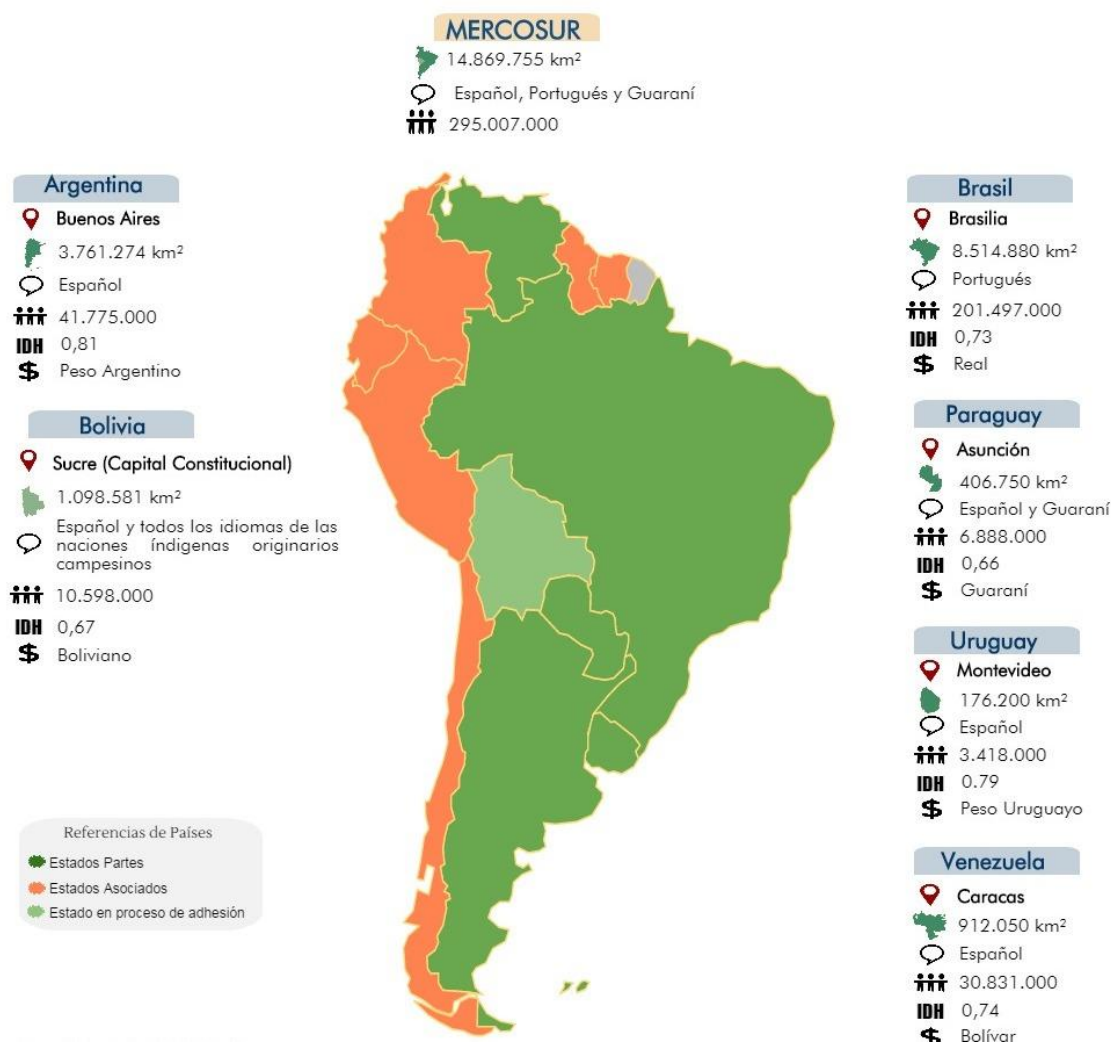 MERCOSUR
14.869.755 km²
Español, Portugués y Guaraní
295.007.000
Argentina
Buenos Aires
3.761.274 km²
Español
41.775.000
IDH 0,81
$ Peso Argentino
Bolivia
Sucre (Capital Constitucional)
1.098.581 km²
Español y todos los idiomas de las
naciones índigenas originarios
campesinos
10.598.000
IDH 0,67
$ Boliviano
Referencias de Países
Estados Partes
Estados Asociados
Estado en proceso de adhesión
Brasil
Brasilia
8.514.880 km²
Portugués
201.497.000
IDH 0,73
$ Real
Paraguay
Asunción
406.750 km²
Español y Guaraní
6.888.000
IDH 0,66
$ Guaraní
Uruguay
Montevideo
176.200 km²
Español
3.418.000
IDH 0.79
$ Peso Uruguayo
Venezuela
Caracas
912.050 km²
Español
30.831.000
IDH 0,74
$ Bolívar